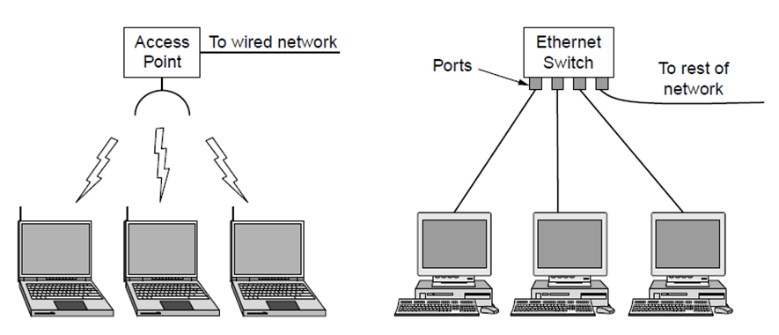 Access
Point
To wired network
Ethernet
Switch
Ports
To rest of
network